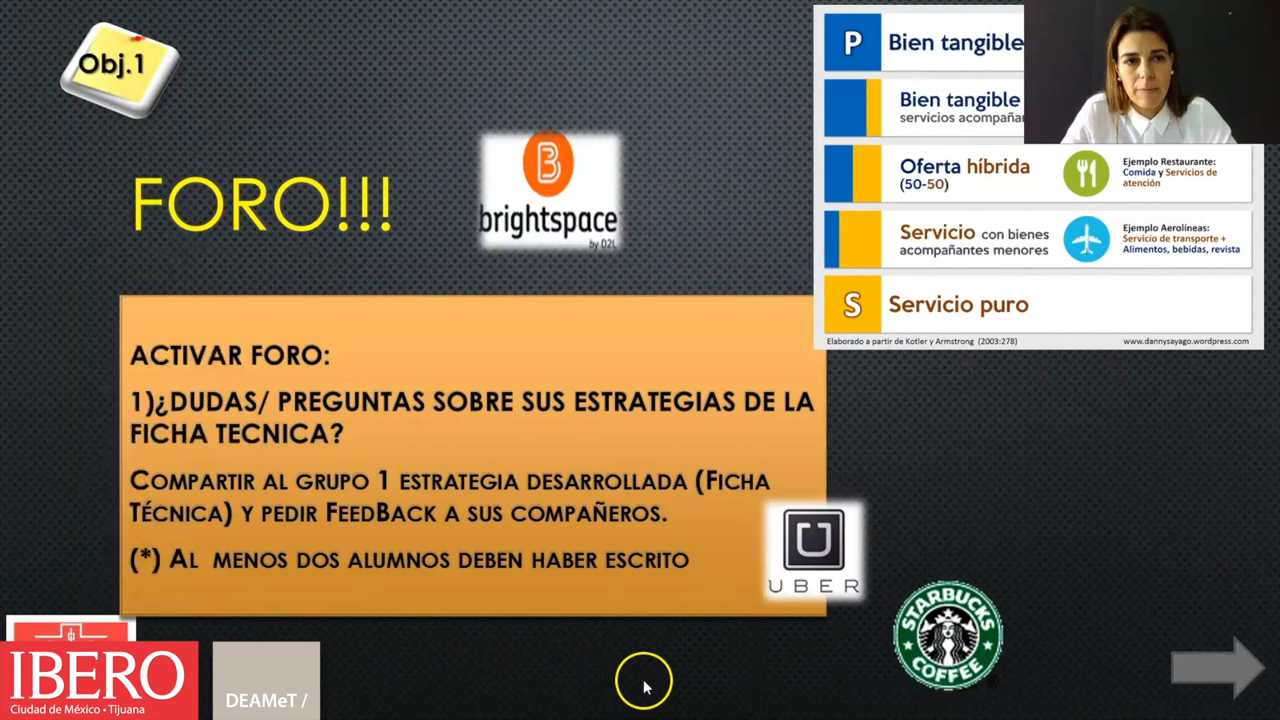 Obj.1
FORO!!!
brightspace
by D2L
P Bien tangible
Bien tangible
servicios acompaña
Oferta híbrida
(50-50)
Ejemplo Restaurante:
Comida y Servicios de
atención
Servicio con bienes
acompañantes menores
Ejemplo Aerolíneas:
Servicio de transporte +
Alimentos, bebidas, revista
S Servicio puro
Elaborado a partir de Kotler y Armstrong (2003:278)
www.dannysayago.wordpress.com
ACTIVAR FORO:
1)¿DUDAS/ PREGUNTAS SOBRE SUS ESTRATEGIAS DE LA
FICHA TECNICA?
COMPARTIR AL GRUPO 1 ESTRATEGIA DESARROLLADA (FICHA
TÉCNICA) Y PEDIR FEEDBACK A SUS COMPAÑEROS.
(*) AL MENOS DOS ALUMNOS DEBEN HABER ESCRITO
UBER
STARBUCKS
COFFEE
IBERO
Ciudad de México • Tijuana
DEAMeT /